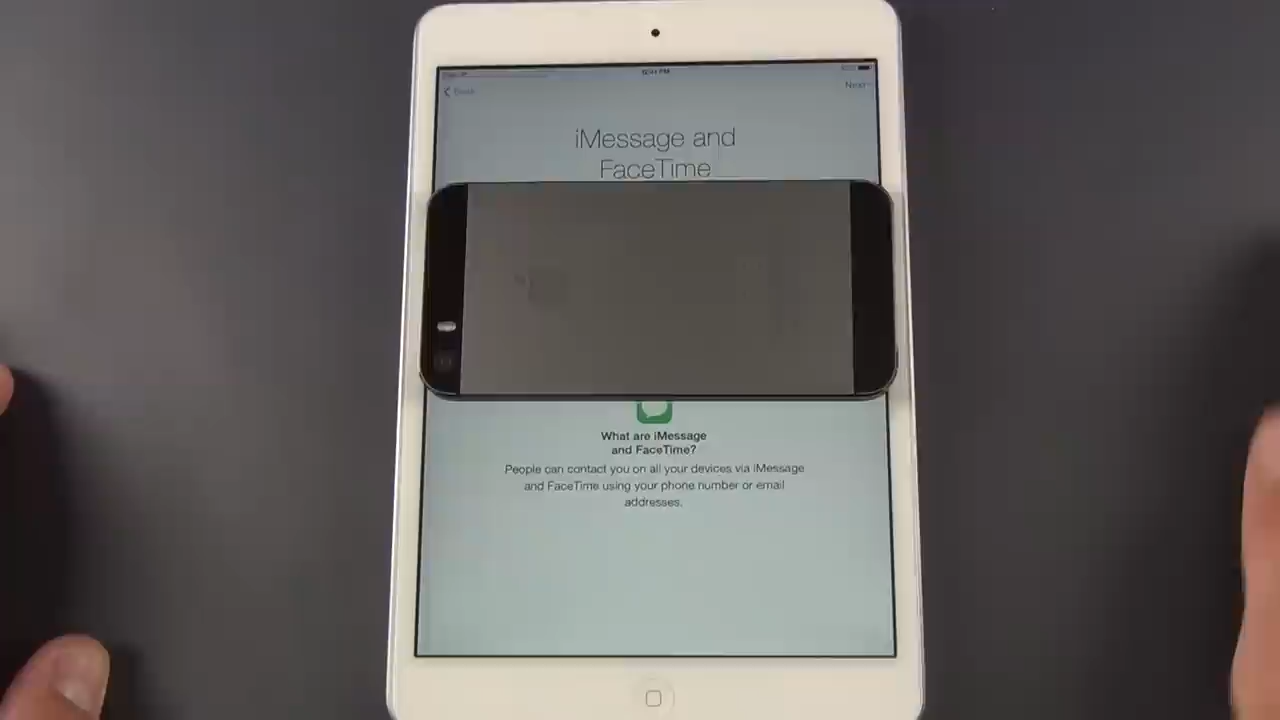 Back
Next
iMessage and
FaceTime
What are iMessage
and FaceTime?
People can contact you on all your devices via iMessage
and FaceTime using your phone number or email
addresses.